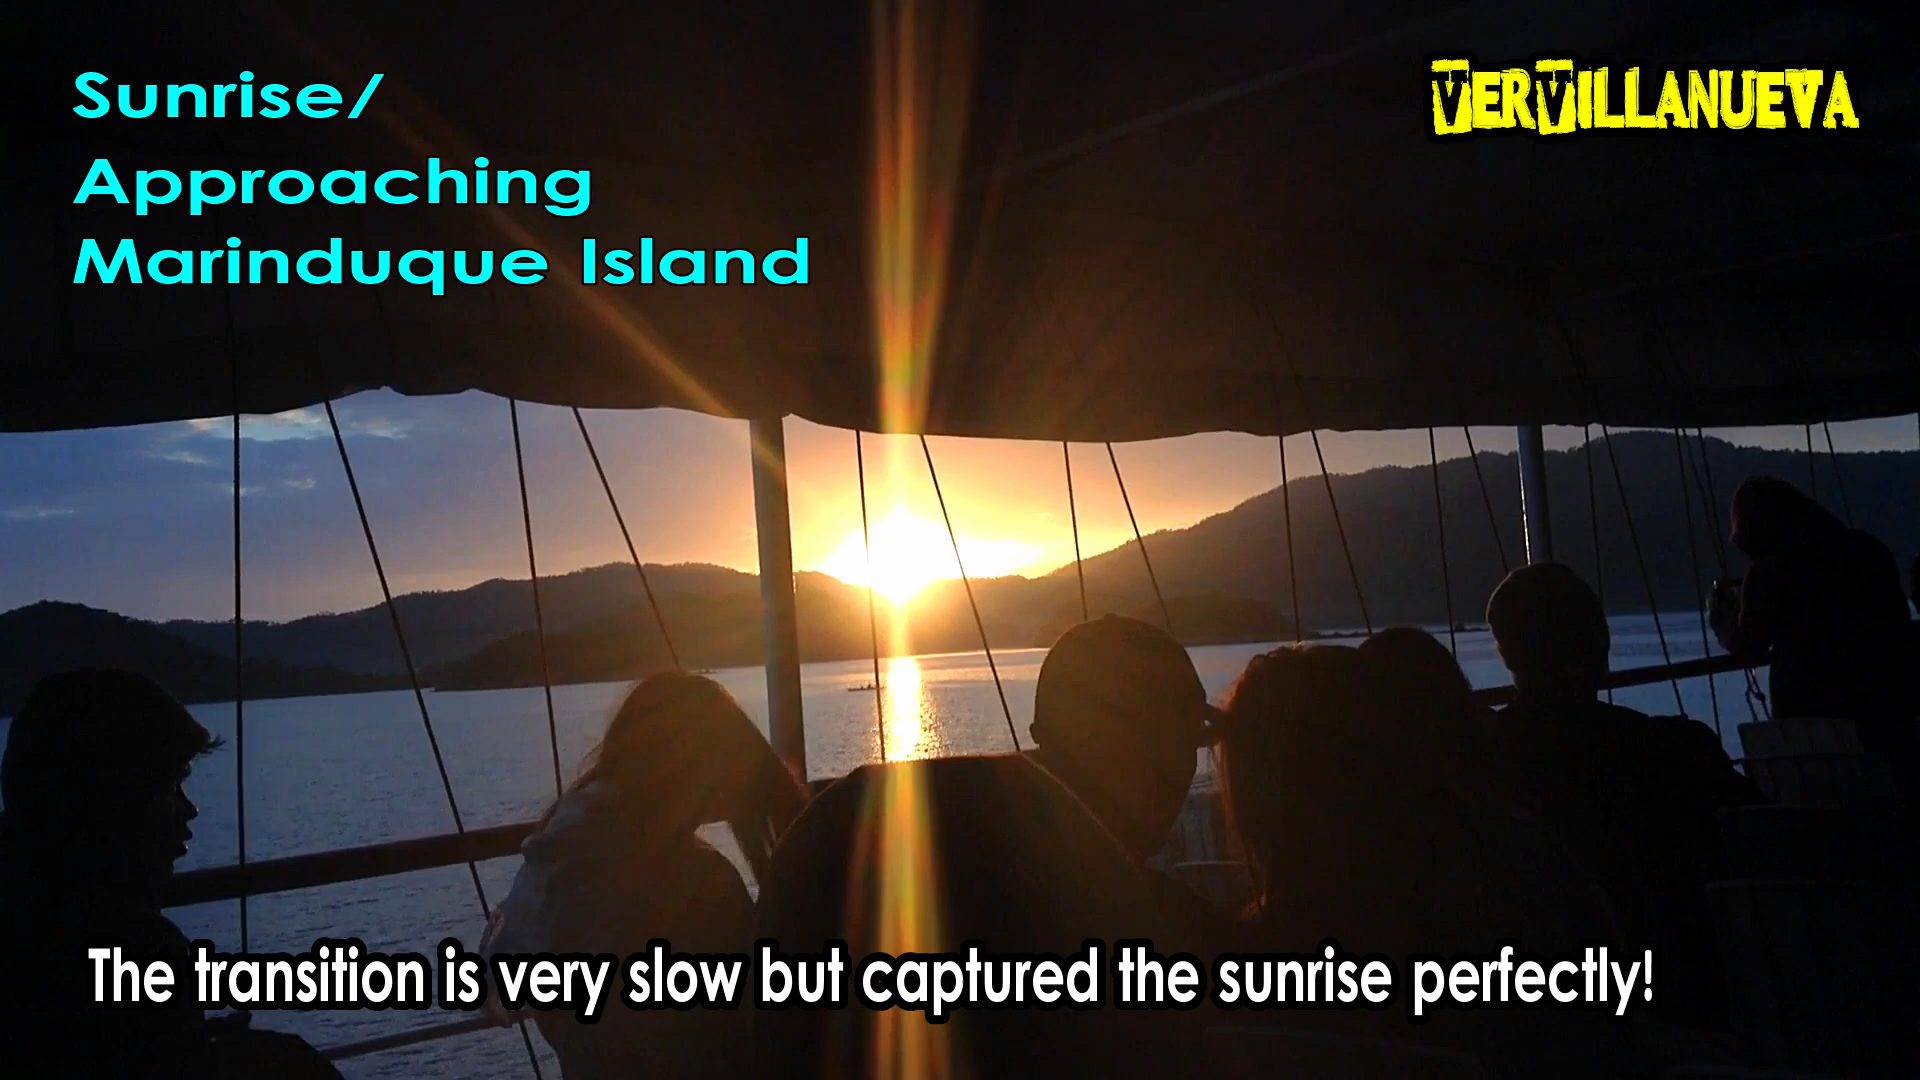 Sunrise/
Approaching
Marinduque Island
VERVILLANUEVA
The transition is very slow but captured the sunrise perfectly!